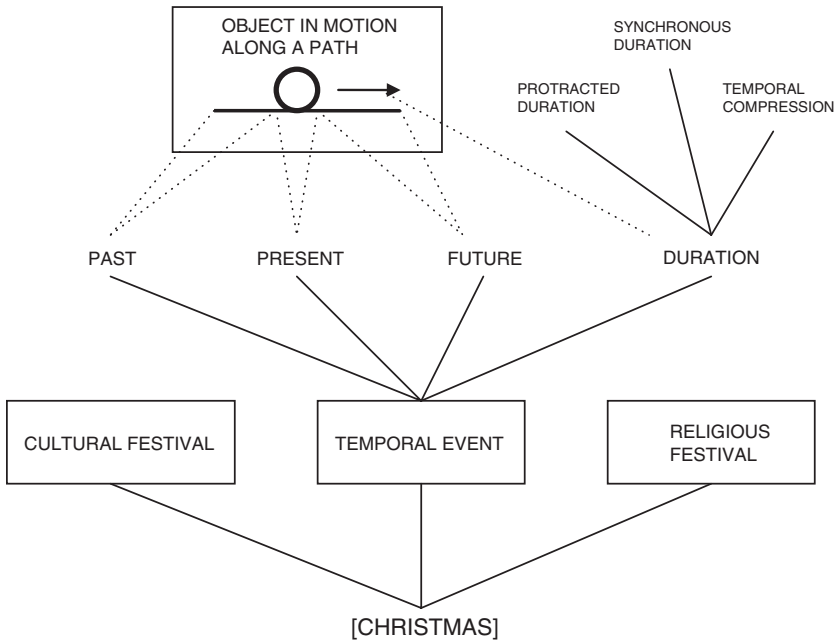 OBJECT IN MOTION
ALONG A PATH
SYNCHRONOUS
DURATION
PROTRACTED
DURATION
TEMPORAL
COMPRESSION
PAST
PRESENT
FUTURE
DURATION
CULTURAL FESTIVAL
TEMPORAL EVENT
RELIGIOUS
FESTIVAL
[CHRISTMAS]